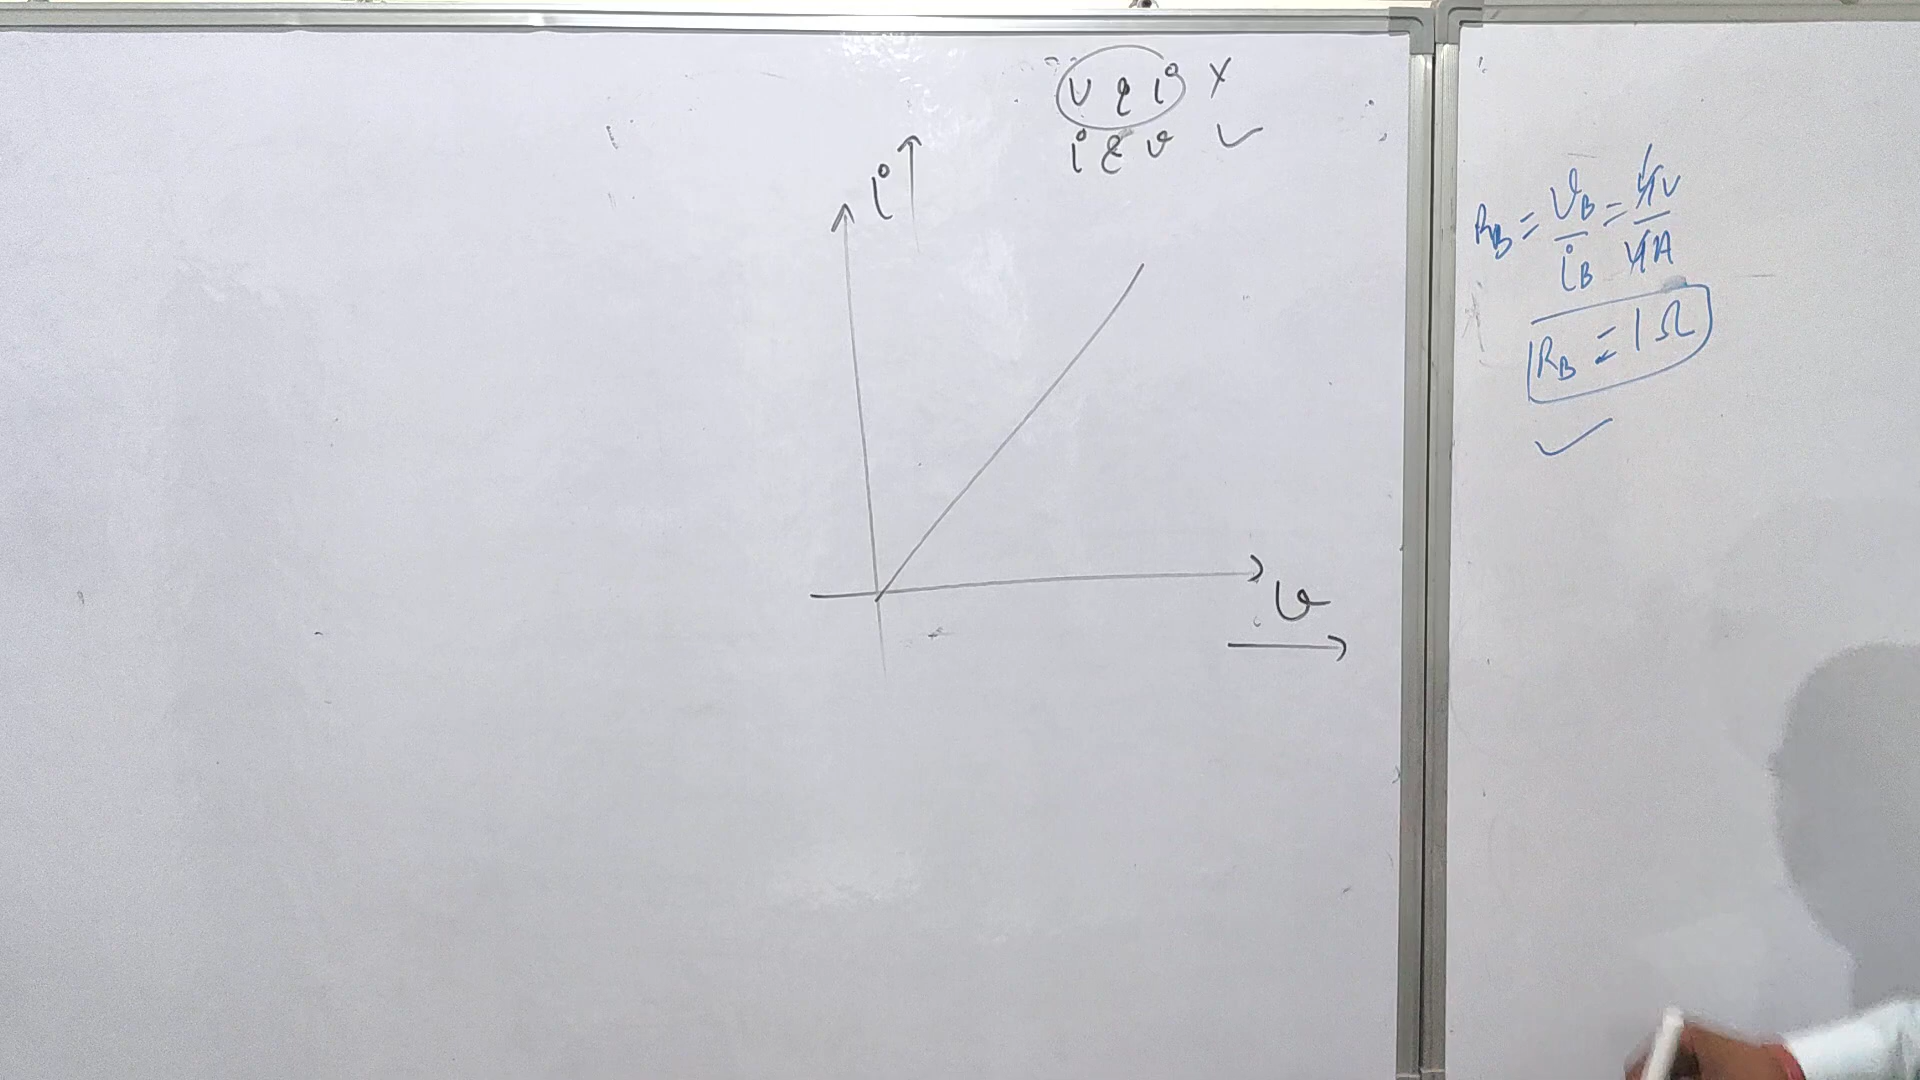 v & i ×
i & v ✓
i ↑
v
→
R_B = v_B / i_B = 4v / 4A
R_B = 1 Ω
✓